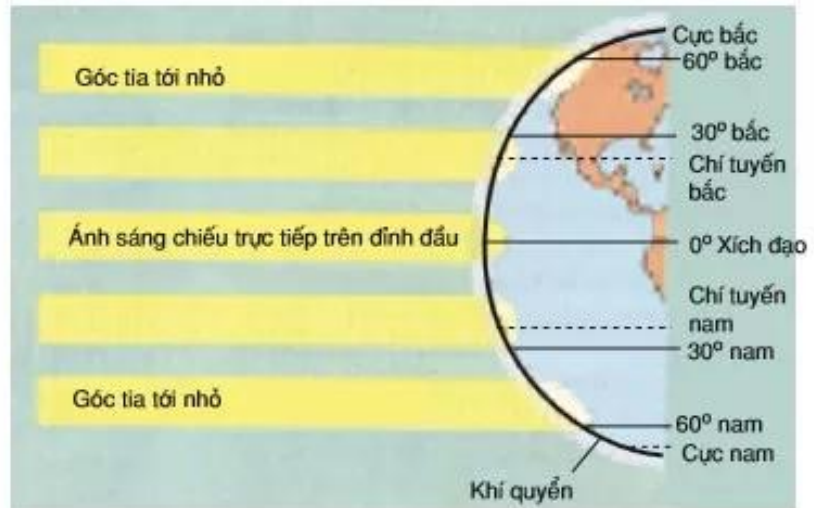 Cực bắc
60º bắc
Góc tia tới nhỏ
30º bắc
Chí tuyến
bắc
Ánh sáng chiếu trực tiếp trên đỉnh đầu
0º Xích đạo
Chí tuyến
nam
30º nam
Góc tia tới nhỏ
60º nam
Cực nam
Khí quyển